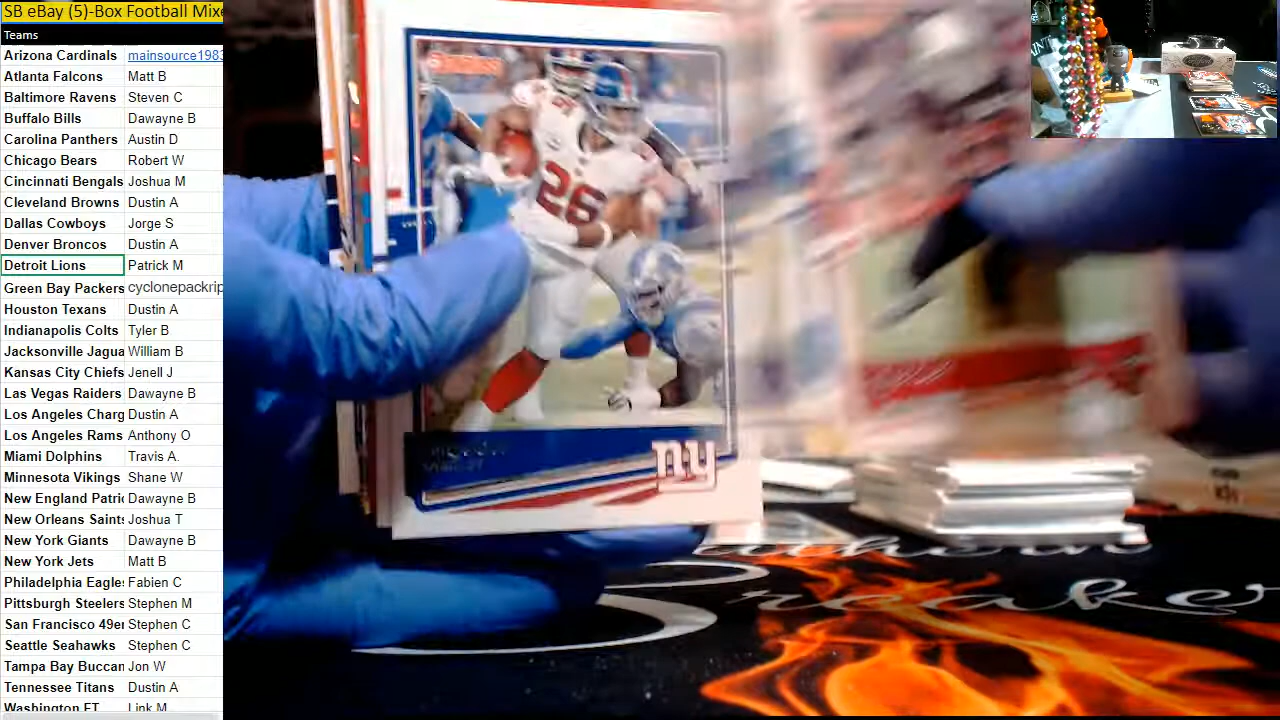 SB eBay (5)-Box Football Mixe
Teams
Arizona Cardinals mainsource1983
Atlanta Falcons Matt B
Baltimore Ravens Steven C
Buffalo Bills Dawayne B
Carolina Panthers Austin D
Chicago Bears Robert W
Cincinnati Bengals Joshua M
Cleveland Browns Dustin A
Dallas Cowboys Jorge S
Denver Broncos Dustin A
Detroit Lions Patrick M
Green Bay Packers cyclonepackrip
Houston Texans Dustin A
Indianapolis Colts Tyler B
Jacksonville Jagua William B
Kansas City Chiefs Jenell J
Las Vegas Raiders Dawayne B
Los Angeles Charg Dustin A
Los Angeles Rams Anthony O
Miami Dolphins Travis A.
Minnesota Vikings Shane W
New England Patri Dawayne B
New Orleans Saints Joshua T
New York Giants Dawayne B
New York Jets Matt B
Philadelphia Eagle Fabien C
Pittsburgh Steelers Stephen M
San Francisco 49er Stephen C
Seattle Seahawks Stephen C
Tampa Bay Buccan Jon W
Tennessee Titans Dustin A
Washington FT Link M
26
ny
Breake